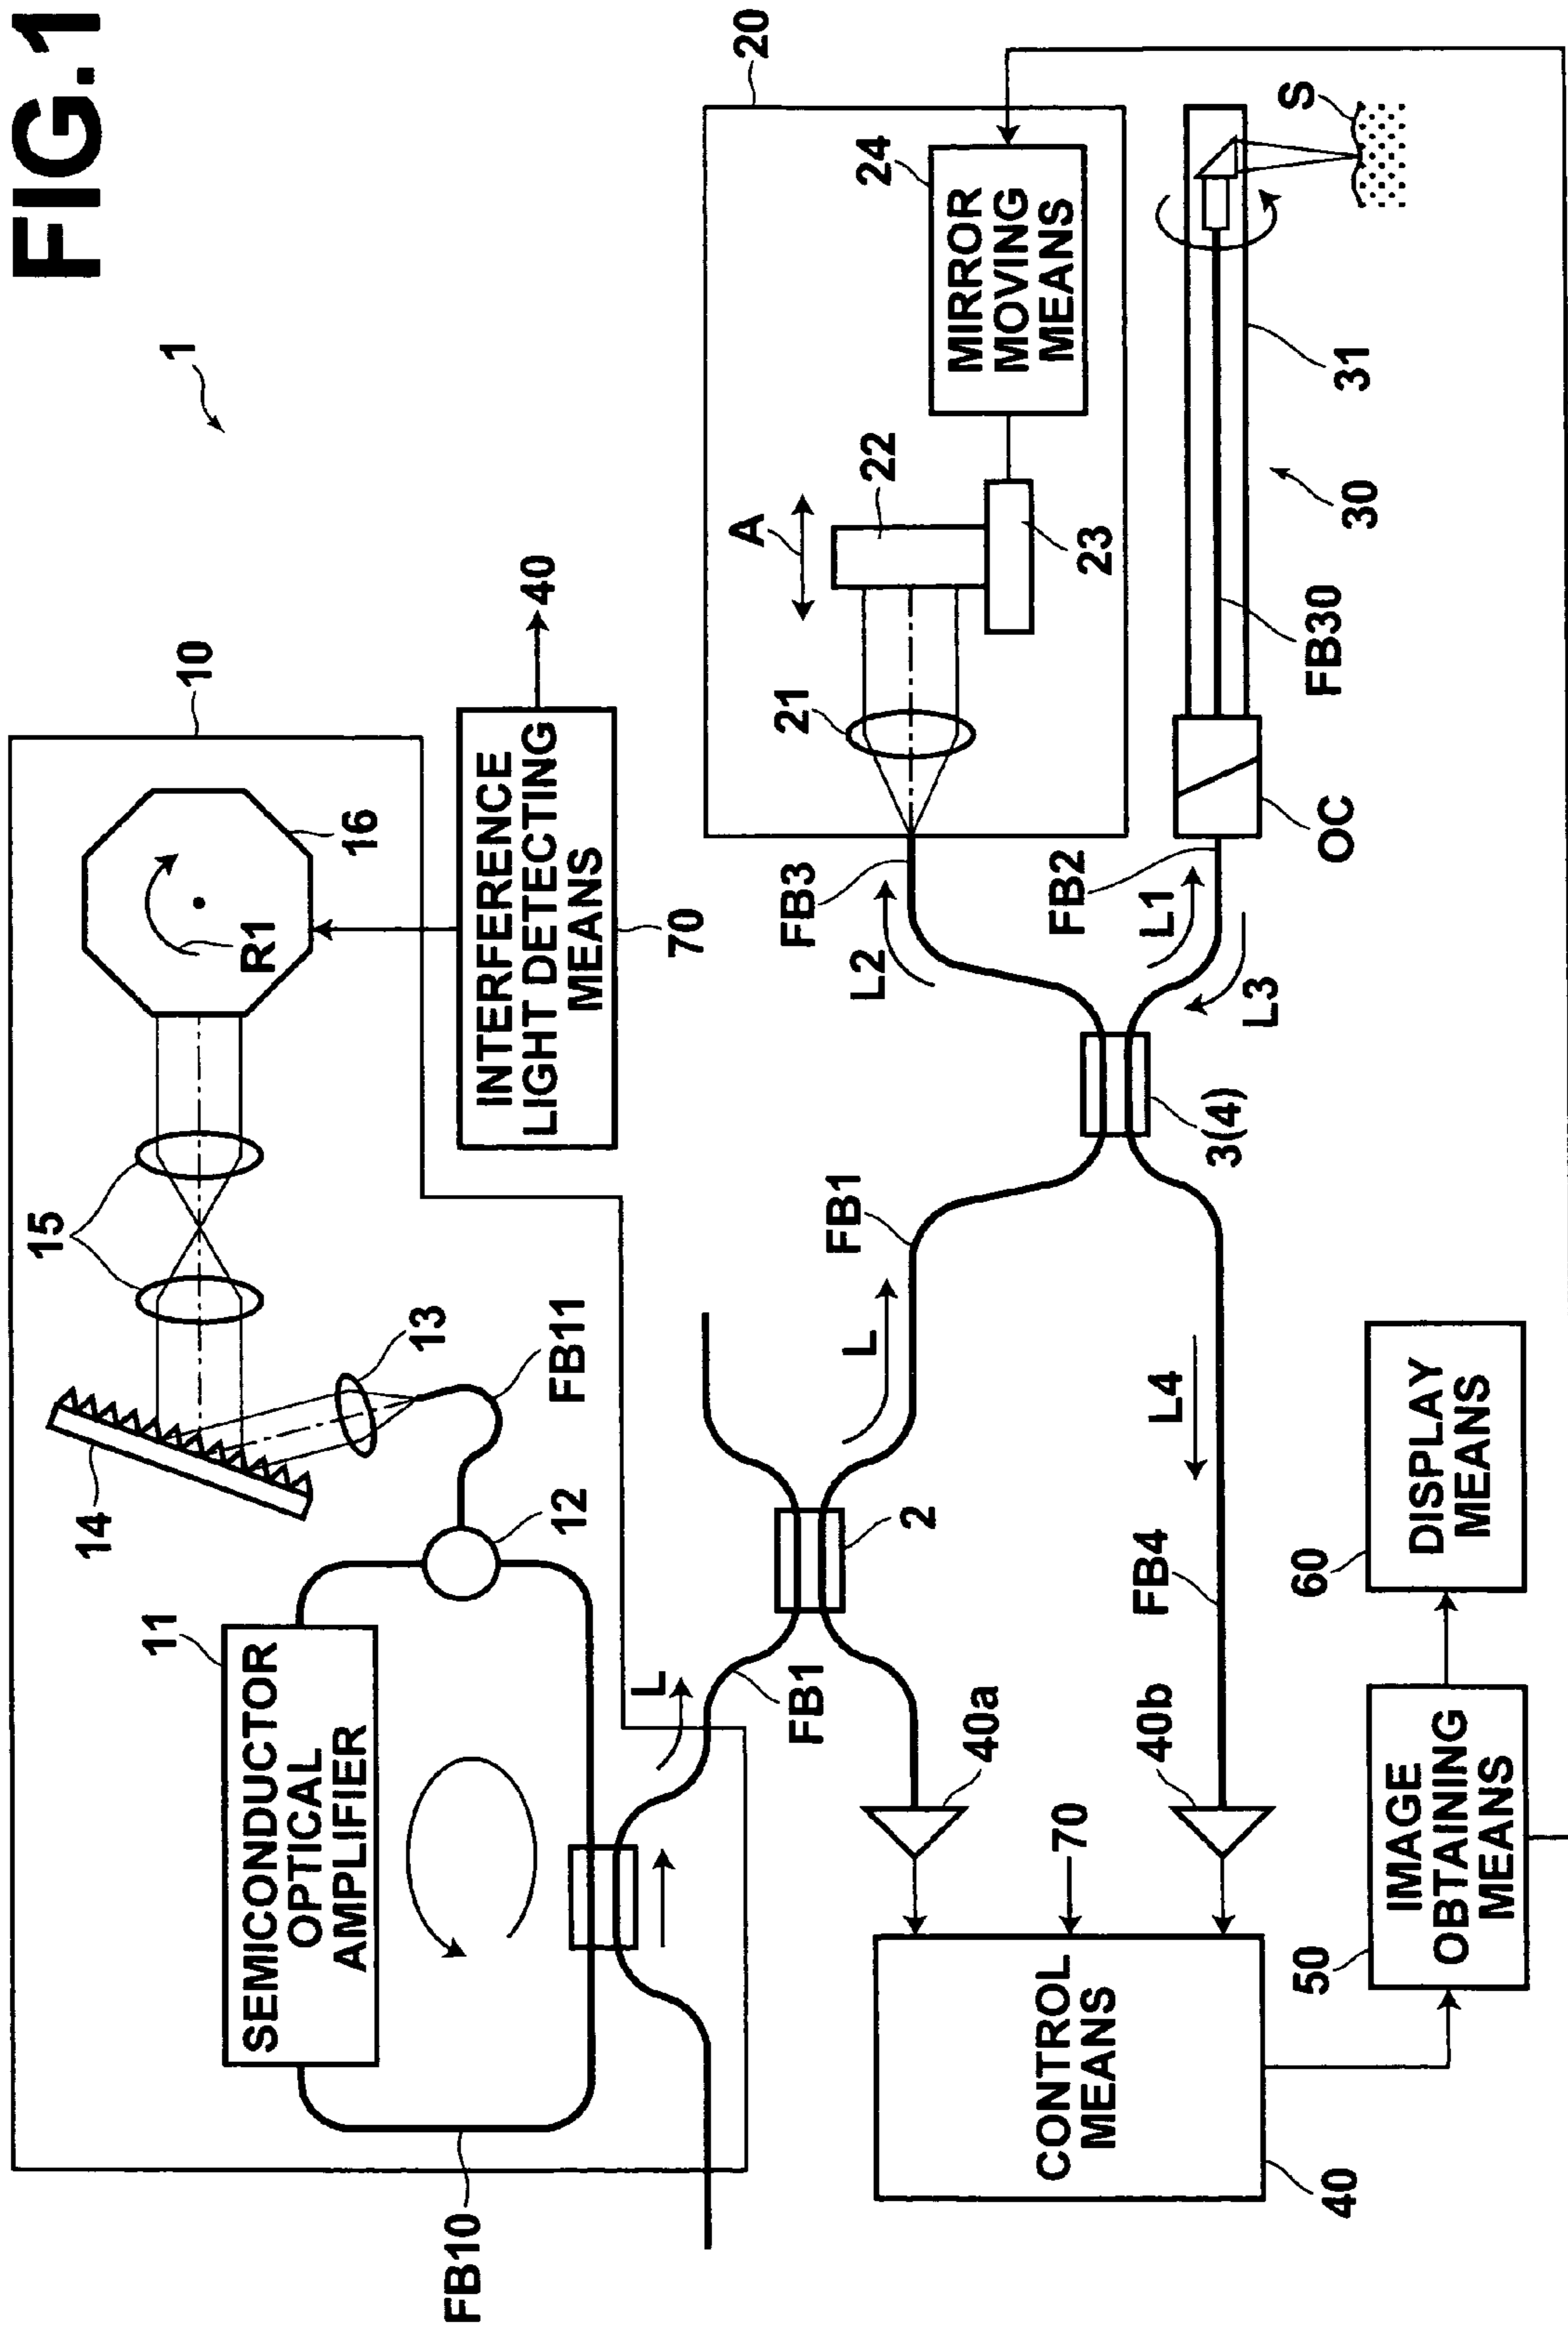 FIG.1
1
10
15
16
R1
14
13
FB11
12
11
SEMICONDUCTOR
OPTICAL
AMPLIFIER
FB10
INTERFERENCE
LIGHT DETECTING
MEANS
40
70
L
FB1
2
L
FB1
20
A
22
21
23
24
MIRROR
MOVING
MEANS
FB3
L2
FB2
L1
L3
3(4)
OC
FB30
30
31
S
40a
70
40b
FB4
L4
CONTROL
MEANS
40
50
IMAGE
OBTAINING
MEANS
60
DISPLAY
MEANS